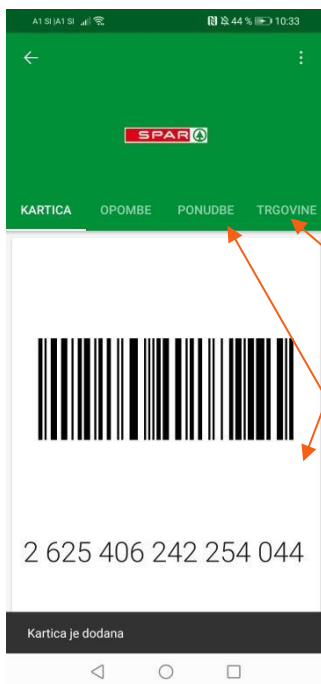 A1 SI |A1 SI 44 % 10:33
SPAR
KARTICA OPOMBE PONUDBE TRGOVINE
2 625 406 242 254 044
Kartica je dodana